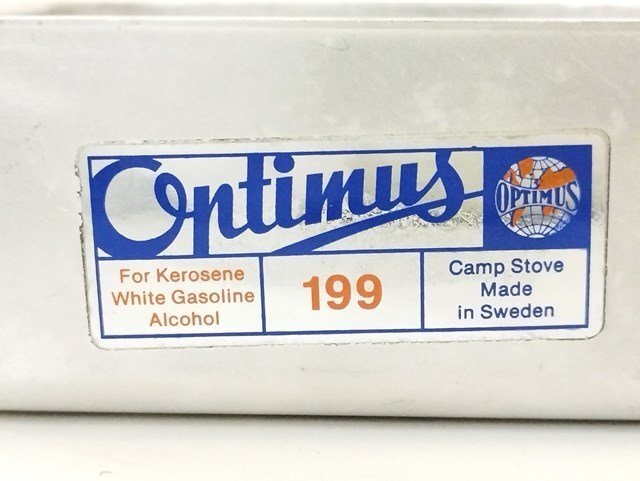 Optimus
OPTIMUS
For Kerosene
White Gasoline
Alcohol
199
Camp Stove
Made
in Sweden